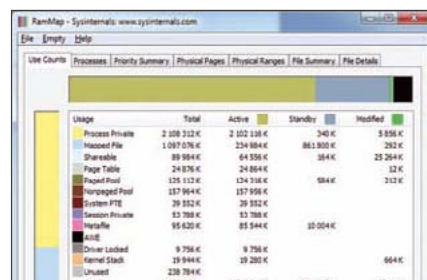 RamMap - Sysinternals: www.sysinternals.com
File Empty Help
Use Counts Processes Priority Summary Physical Pages Physical Ranges File Summary File Details
Usage Total Active Standby Modified
Process Private 2 108 312 K 2 102 116 K 340 K 5 856 K
Mapped File 1 097 076 K 234 984 K 861 800 K 292 K
Shareable 89 984 K 64 556 K 164 K 25 264 K
Page Table 24 876 K 24 864 K 12 K
Paged Pool 125 112 K 124 316 K 584 K 212 K
Nonpaged Pool 157 964 K 157 956 K
System PTE 39 552 K 39 552 K
Session Private 53 788 K 53 788 K
Metafile 95 620 K 85 544 K 10 004 K
AWE
Driver Locked 9 756 K 9 756 K
Kernel Stack 19 944 K 19 280 K 664 K
Unused 238 784 K